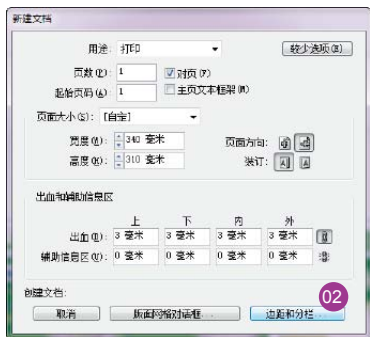 新建文档
用途: 打印 较少选项(R)
页数(P): 1 对页(F)
起始页码(A): 1 主页文本框架(M)
页面大小(S): [自定]
宽度(W): 340 毫米 页面方向:
高度(H): 310 毫米 装订:
出血和辅助信息区
上 下 内 外
出血(D): 3 毫米 3 毫米 3 毫米 3 毫米
辅助信息区(U): 0 毫米 0 毫米 0 毫米 0 毫米
创建文档: 02
取消 版面网格对话框... 边距和分栏...